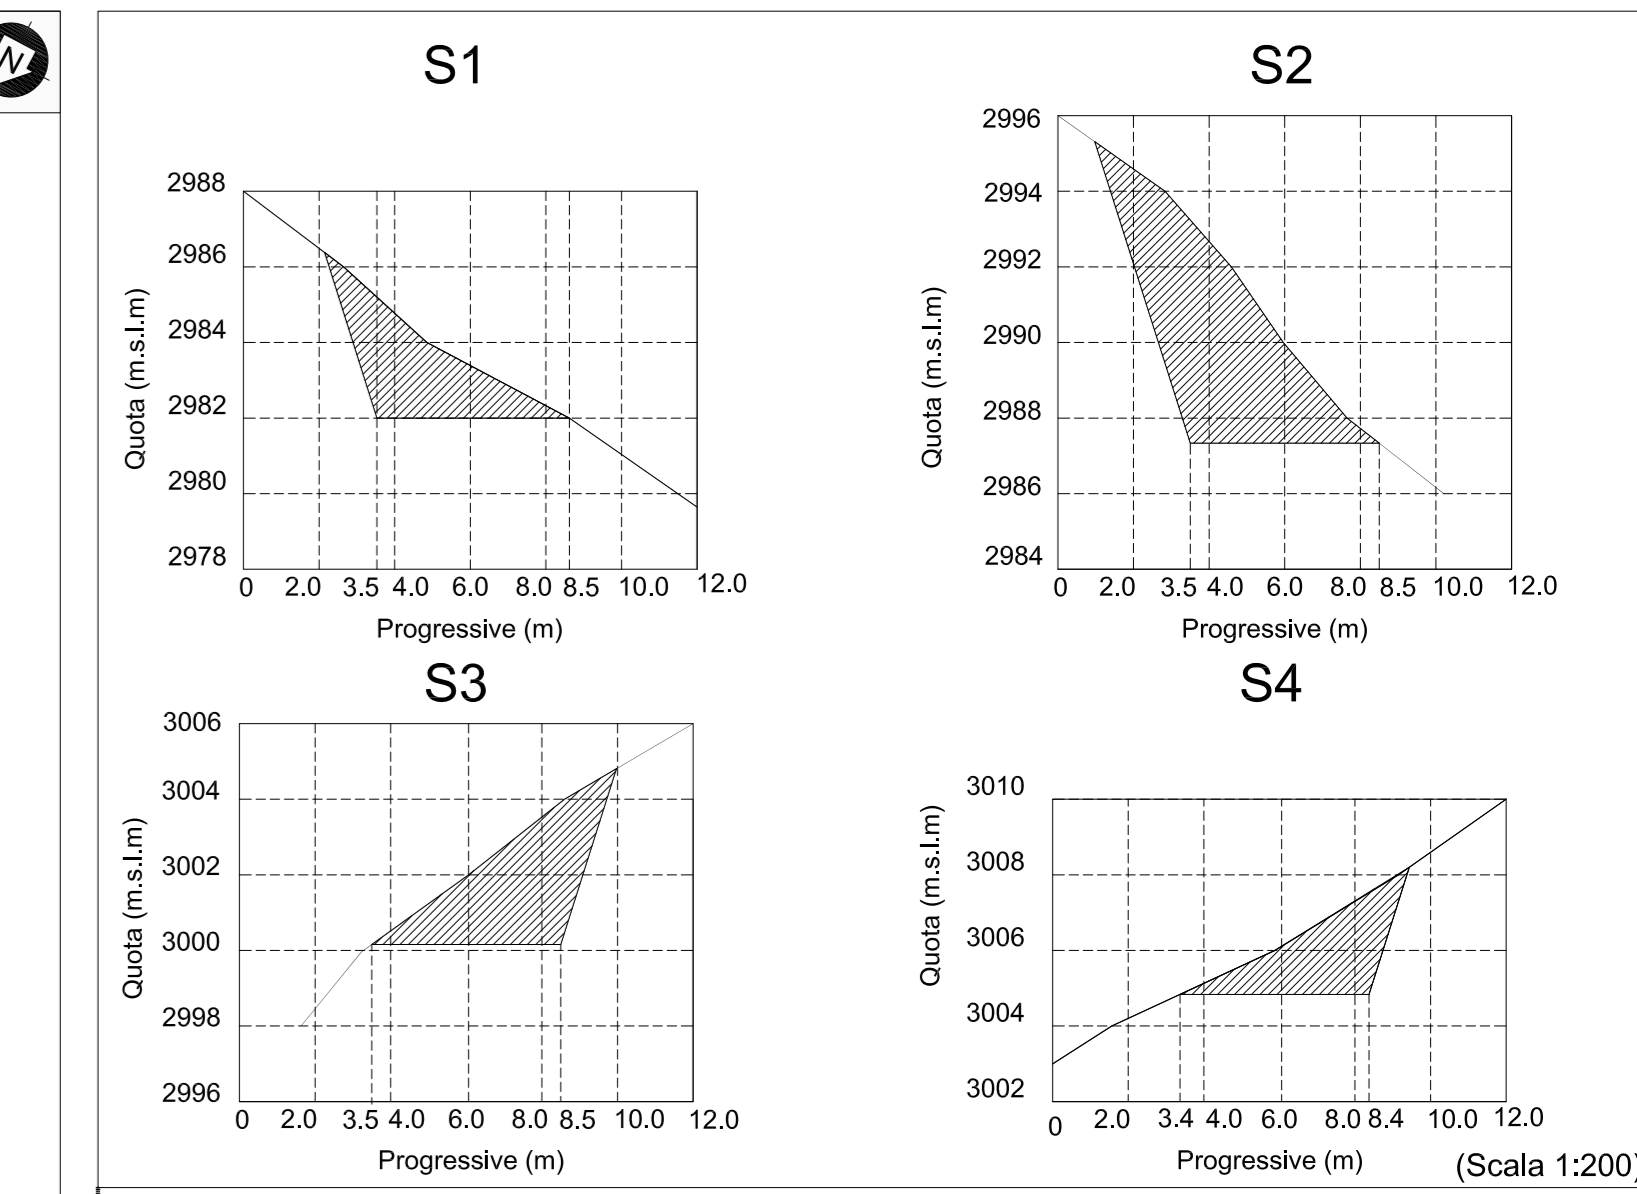 N
S1
2988
2986
2984
2982
2980
2978
Quota (m.s.l.m)
0 2.0 3.5 4.0 6.0 8.0 8.5 10.0 12.0
Progressive (m)
S2
2996
2994
2992
2990
2988
2986
2984
Quota (m.s.l.m)
0 2.0 3.5 4.0 6.0 8.0 8.5 10.0 12.0
Progressive (m)
S3
3006
3004
3002
3000
2998
2996
Quota (m.s.l.m)
0 2.0 3.5 4.0 6.0 8.0 8.5 10.0 12.0
Progressive (m)
S4
3010
3008
3006
3004
3002
Quota (m.s.l.m)
0 2.0 3.4 4.0 6.0 8.0 8.4 10.0 12.0
Progressive (m)
(Scala 1:200)